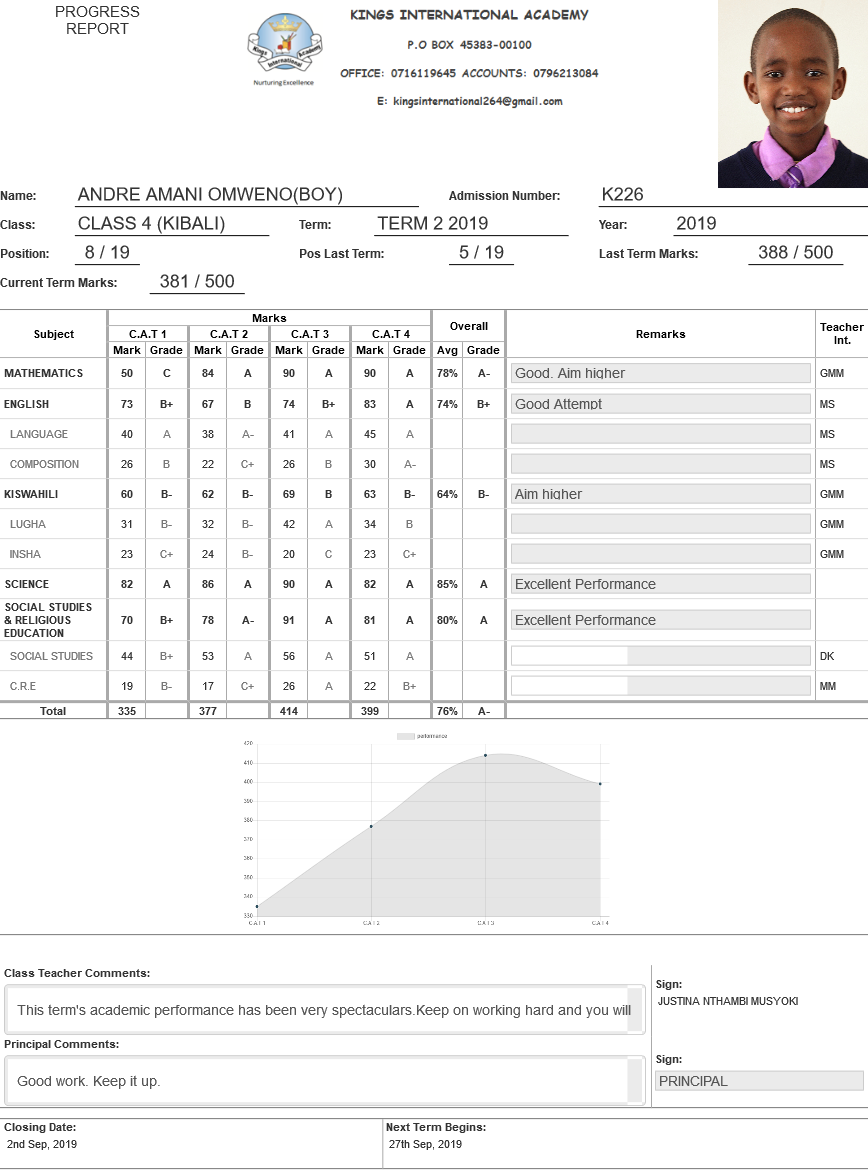 PROGRESS
REPORT
Kings International Academy
Nurturing Excellence
KINGS INTERNATIONAL ACADEMY
P.O BOX 45383-00100
OFFICE: 0716119645 ACCOUNTS: 0796213084
E: kingsinternational264@gmail.com
Name: ANDRE AMANI OMWENO(BOY) Admission Number: K226
Class: CLASS 4 (KIBALI) Term: TERM 2 2019 Year: 2019
Position: 8 / 19 Pos Last Term: 5 / 19 Last Term Marks: 388 / 500
Current Term Marks: 381 / 500
Subject Marks Overall Remarks Teacher Int.
C.A.T 1 C.A.T 2 C.A.T 3 C.A.T 4
Mark Grade Mark Grade Mark Grade Mark Grade Avg Grade
MATHEMATICS 50 C 84 A 90 A 90 A 78% A- Good. Aim higher GMM
ENGLISH 73 B+ 67 B 74 B+ 83 A 74% B+ Good Attempt MS
LANGUAGE 40 A 38 A- 41 A 45 A MS
COMPOSITION 26 B 22 C+ 26 B 30 A- MS
KISWAHILI 60 B- 62 B- 69 B 63 B- 64% B- Aim higher GMM
LUGHA 31 B- 32 B- 42 A 34 B GMM
INSHA 23 C+ 24 B- 20 C 23 C+ GMM
SCIENCE 82 A 86 A 90 A 82 A 85% A Excellent Performance
SOCIAL STUDIES
& RELIGIOUS
EDUCATION 70 B+ 78 A- 91 A 81 A 80% A Excellent Performance
SOCIAL STUDIES 44 B+ 53 A 56 A 51 A DK
C.R.E 19 B- 17 C+ 26 A 22 B+ MM
Total 335 377 414 399 76% A-
performance
420
410
400
390
380
370
360
350
340
330
C.A.T 1 C.A.T 2 C.A.T 3 C.A.T 4
Class Teacher Comments:
This term's academic performance has been very spectaculars.Keep on working hard and you will
Sign:
JUSTINA NTHAMBI MUSYOKI
Principal Comments:
Good work. Keep it up.
Sign:
PRINCIPAL
Closing Date: Next Term Begins:
2nd Sep, 2019 27th Sep, 2019